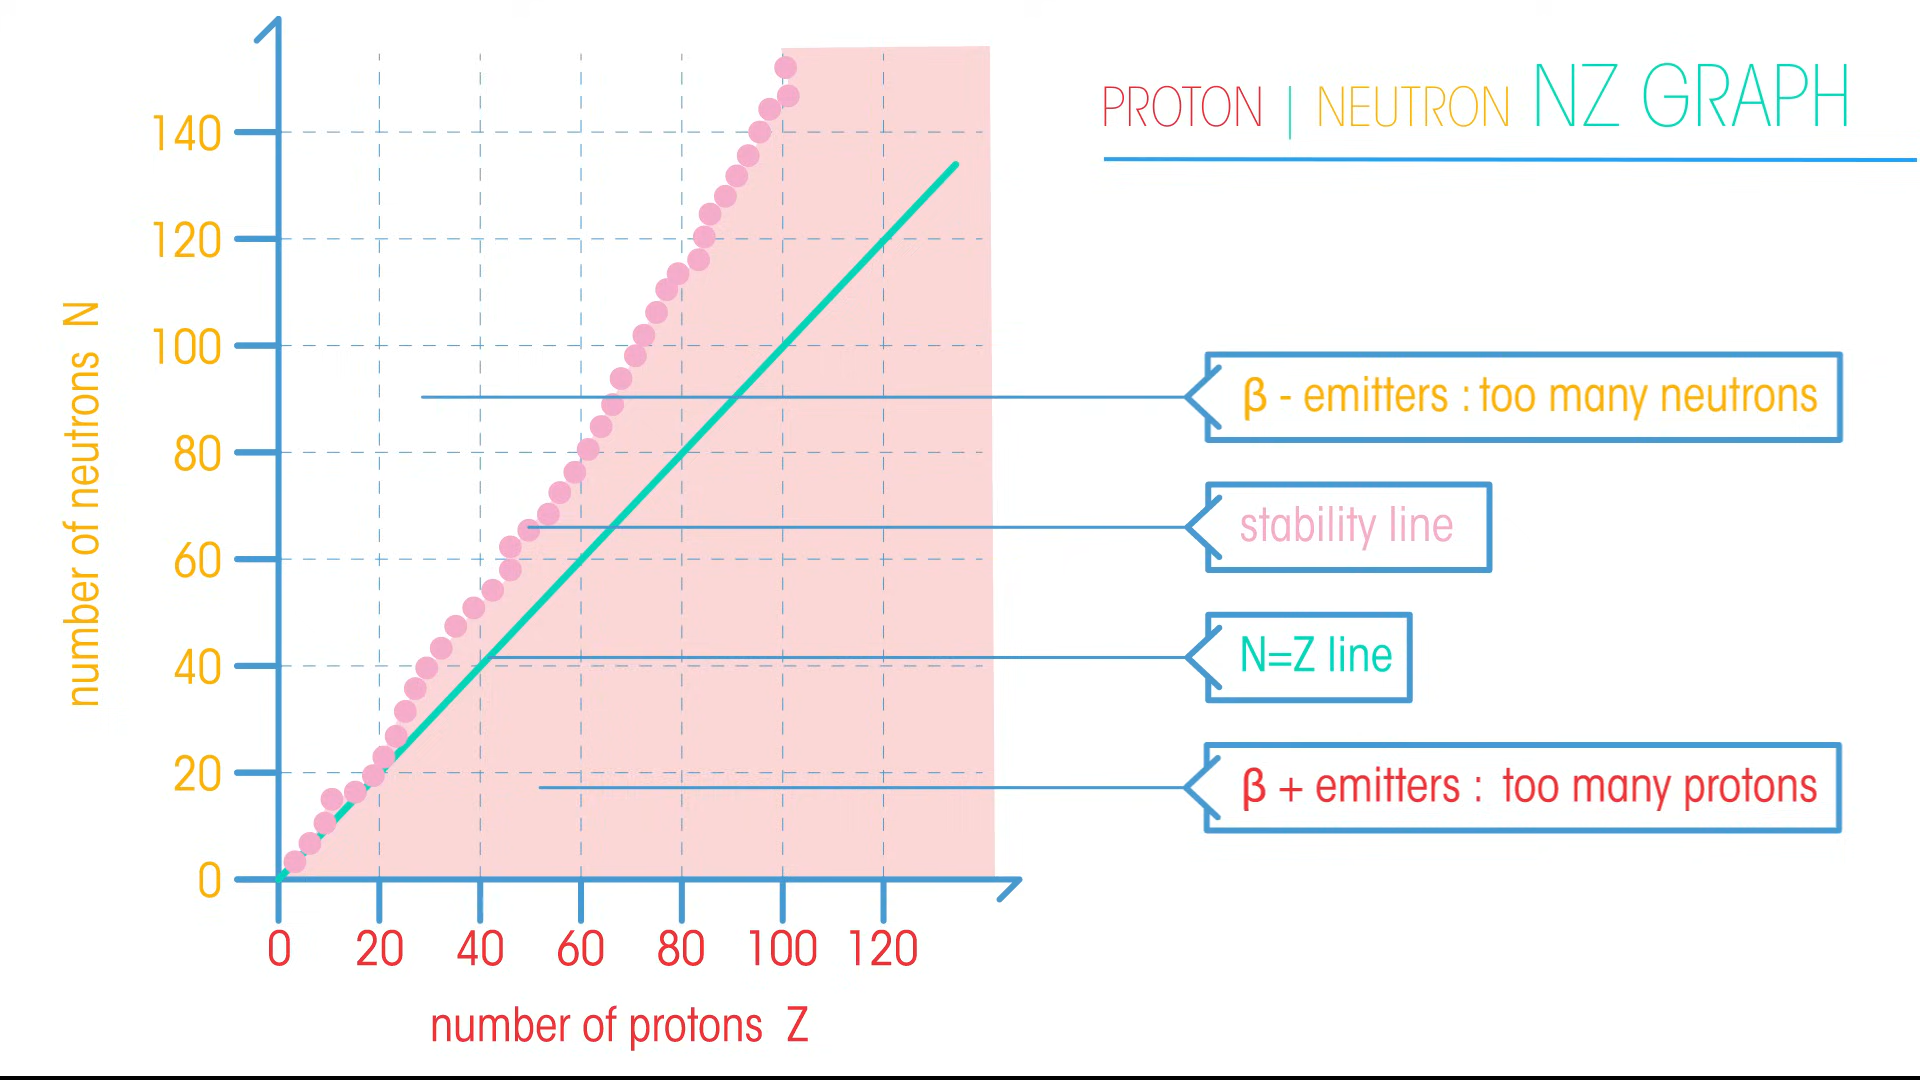 PROTON | NEUTRON NZ GRAPH
number of neutrons N
140
120
100
80
60
40
20
0
0 20 40 60 80 100 120
number of protons Z
β - emitters : too many neutrons
stability line
N=Z line
β + emitters : too many protons